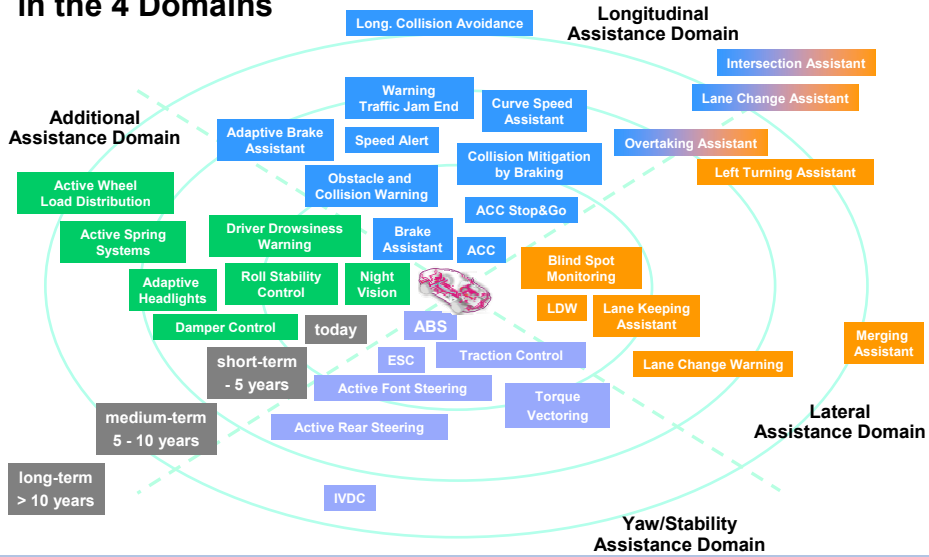 in the 4 Domains
Long. Collision Avoidance
Longitudinal
Assistance Domain
Intersection Assistant
Warning
Traffic Jam End
Curve Speed
Assistant
Lane Change Assistant
Additional
Assistance Domain
Adaptive Brake
Assistant
Speed Alert
Overtaking Assistant
Collision Mitigation
by Braking
Left Turning Assistant
Active Wheel
Load Distribution
Obstacle and
Collision Warning
ACC Stop&Go
Active Spring
Systems
Driver Drowsiness
Warning
Brake
Assistant
ACC
Blind Spot
Monitoring
Adaptive
Headlights
Roll Stability
Control
Night
Vision
LDW
Lane Keeping
Assistant
Damper Control
today
ABS
Merging
Assistant
short-term
- 5 years
ESC
Traction Control
Lane Change Warning
Active Font Steering
Torque
Vectoring
medium-term
5 - 10 years
Active Rear Steering
Lateral
Assistance Domain
long-term
> 10 years
IVDC
Yaw/Stability
Assistance Domain